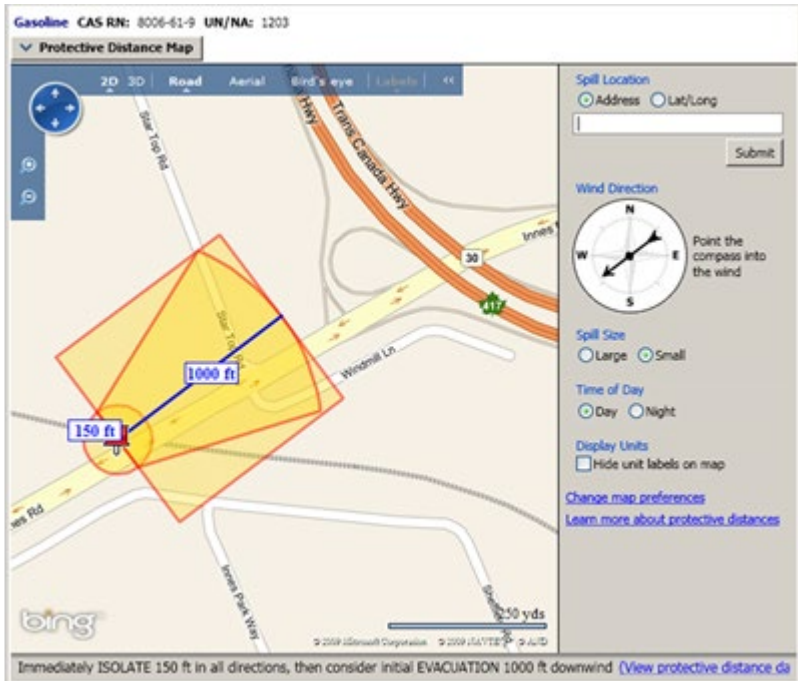 Gasoline CAS RN: 8006-61-9 UN/NA: 1203
Protective Distance Map
2D 3D Road Aerial Bird's eye Labels <<
Spill Location
Address Lat/Long
Submit
Wind Direction
N
W
E
S
Point the
compass into
the wind
Spill Size
Large Small
Time of Day
Day Night
Display Units
Hide unit labels on map
Change map preferences
Learn more about protective distances
Star Top Rd
Hwy
Trans Canada Hwy
Innes
30
417
Star Top Rd
Windmill Ln
1000 ft
150 ft
nes Rd
Innes Park Way
Rd
250 yds
bing
© 2009 Microsoft Corporation © 2009 NAVTEQ © AND
Immediately ISOLATE 150 ft in all directions, then consider initial EVACUATION 1000 ft downwind (View protective distance da